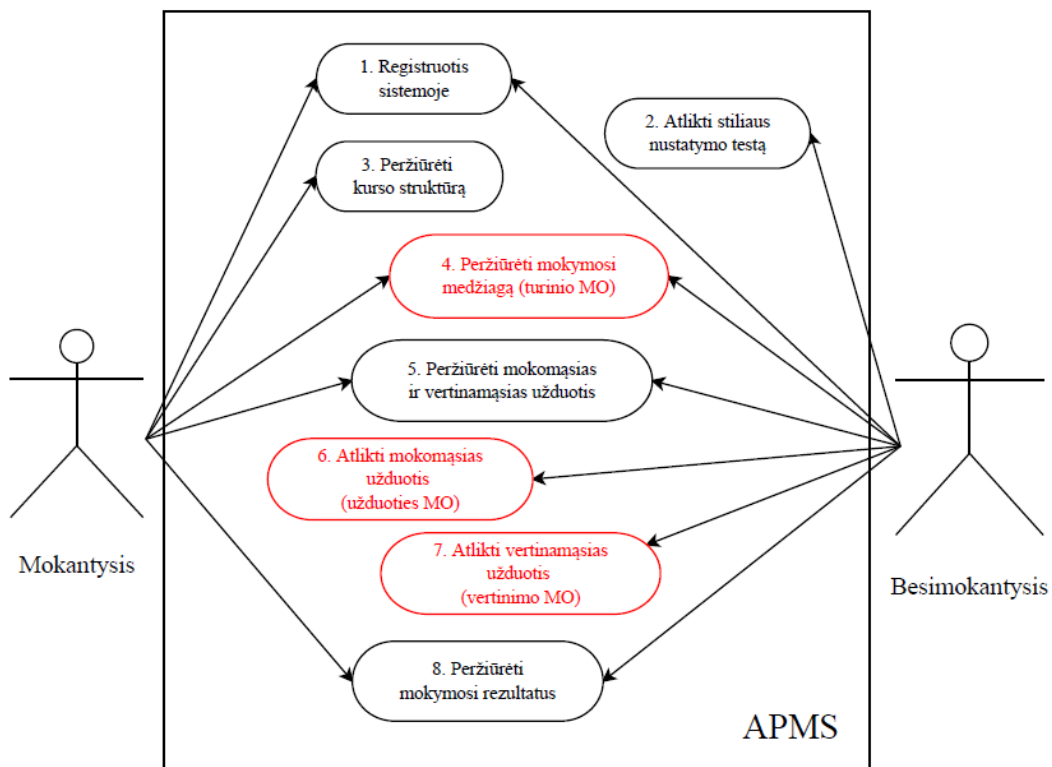 1. Registruotis
sistemoje
2. Atlikti stiliaus
nustatymo testą
3. Peržiūrėti
kurso struktūrą
4. Peržiūrėti mokymosi
medžiagą (turinio MO)
5. Peržiūrėti mokomąsias
ir vertinamąsias užduotis
6. Atlikti mokomąsias
užduotis
(užduoties MO)
7. Atlikti vertinamąsias
užduotis
(vertinimo MO)
Mokantysis
Besimokantysis
8. Peržiūrėti
mokymosi rezultatus
APMS